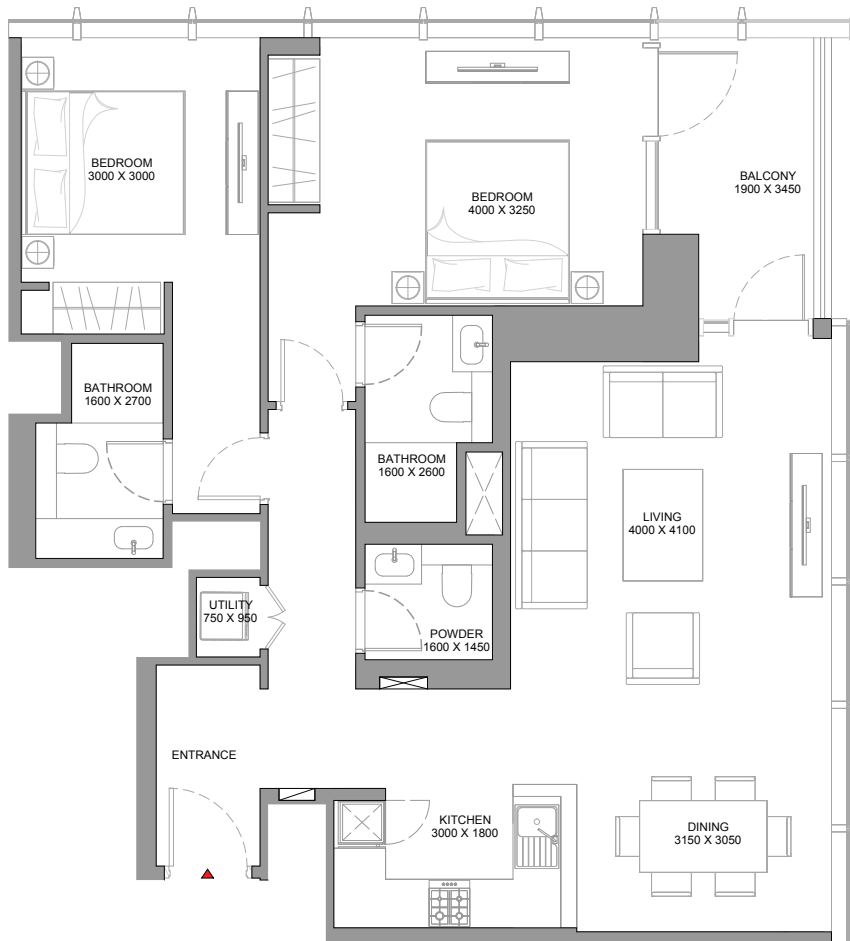 BEDROOM
3000 X 3000
BEDROOM
4000 X 3250
BALCONY
1900 X 3450
BATHROOM
1600 X 2700
BATHROOM
1600 X 2600
LIVING
4000 X 4100
UTILITY
750 X 950
POWDER
1600 X 1450
ENTRANCE
KITCHEN
3000 X 1800
DINING
3150 X 3050